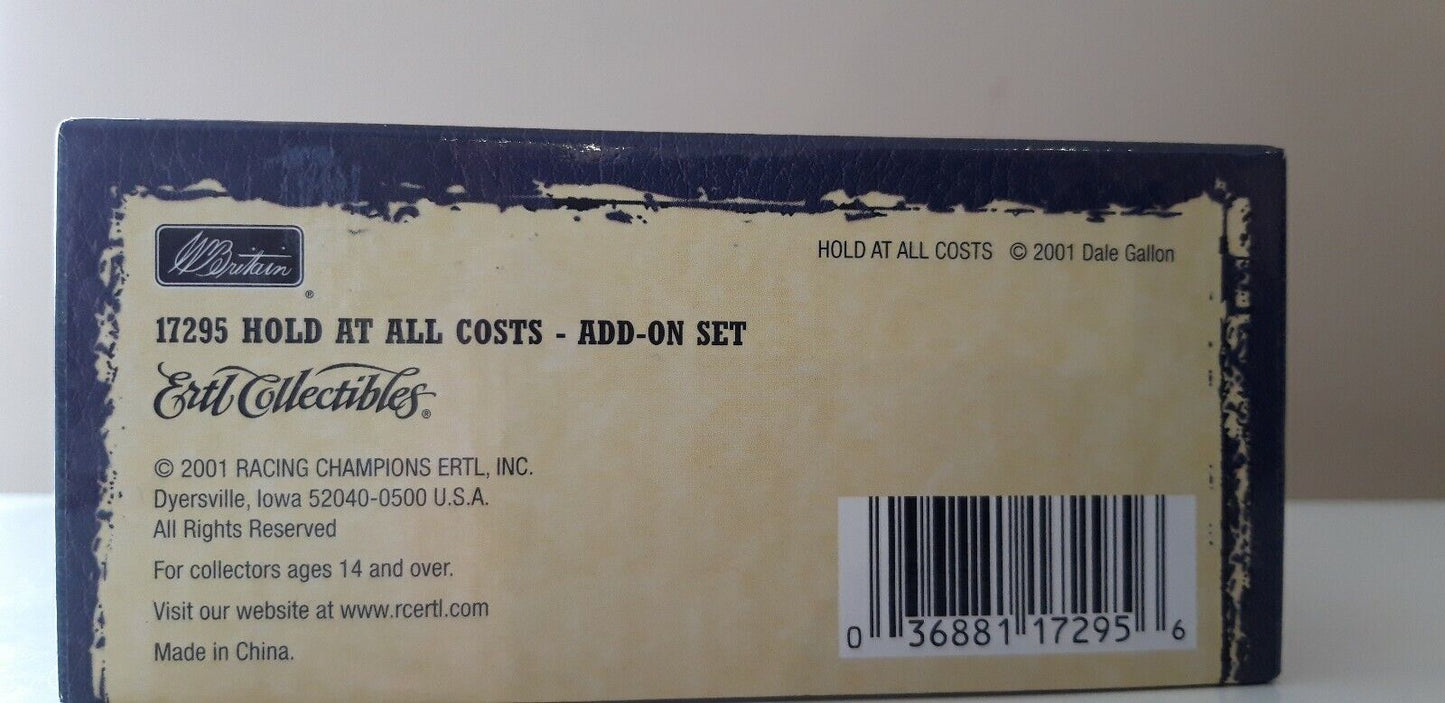 WBritain
®
HOLD AT ALL COSTS © 2001 Dale Gallon
17295 HOLD AT ALL COSTS - ADD-ON SET
Ertl Collectibles®
© 2001 RACING CHAMPIONS ERTL, INC.
Dyersville, Iowa 52040-0500 U.S.A.
All Rights Reserved
For collectors ages 14 and over.
Visit our website at www.rcertl.com
Made in China.
0 36881 17295 6